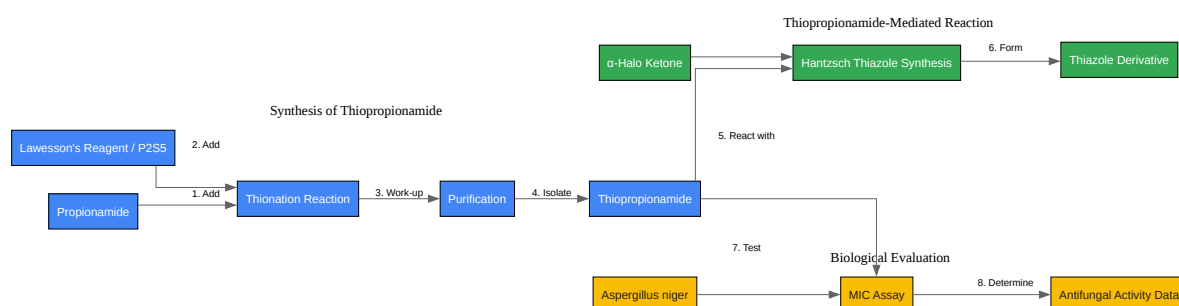 Thiopropionamide-Mediated Reaction
α-Halo Ketone
Hantzsch Thiazole Synthesis
6. Form
Thiazole Derivative
Synthesis of Thiopropionamide
Lawesson's Reagent / P2S5
2. Add
5. React with
Propionamide
1. Add
Thionation Reaction
3. Work-up
Purification
4. Isolate
Thiopropionamide
7. Test
Biological Evaluation
Aspergillus niger
MIC Assay
8. Determine
Antifungal Activity Data